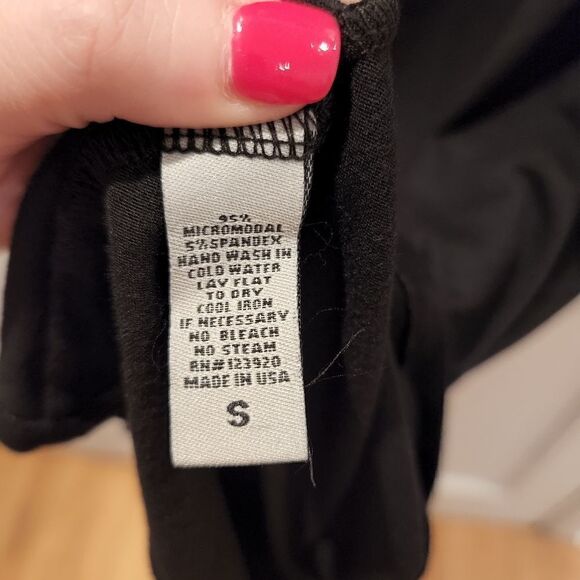 95%
MICROMODAL
5% SPANDEX
HAND WASH IN
COLD WATER
LAY FLAT
TO DRY
COOL IRON
IF NECESSARY
NO BLEACH
NO STEAM
RN#123920
MADE IN USA
S